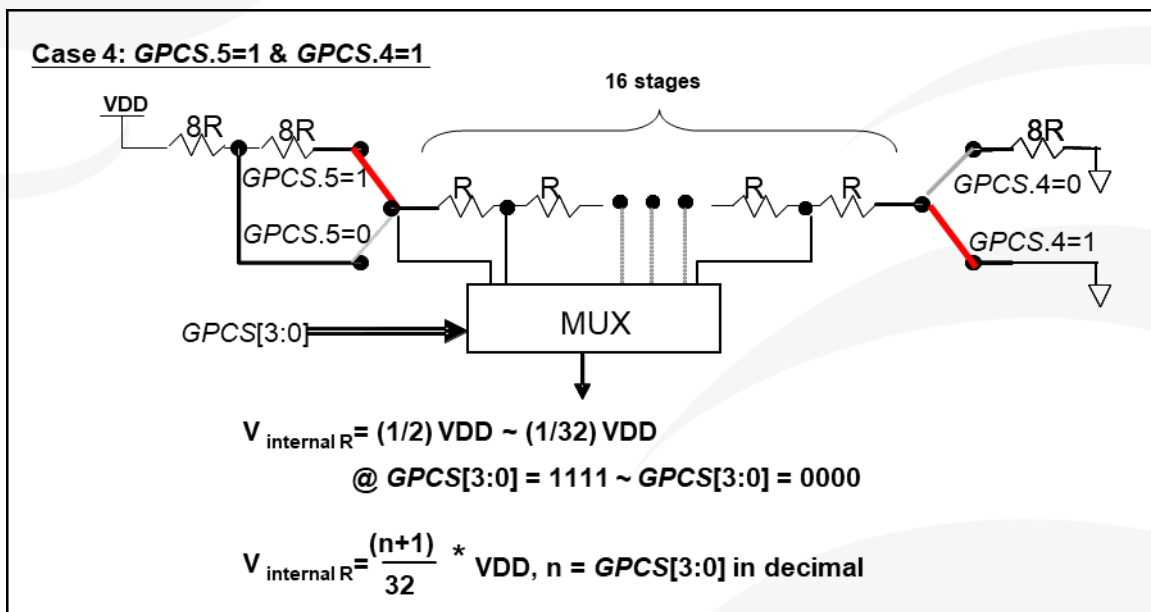 Case 4: GPCS.5=1 & GPCS.4=1
16 stages
VDD
8R
8R
8R
GPCS.5=1
GPCS.4=0
R
R
R
R
GPCS.5=0
GPCS.4=1
MUX
GPCS[3:0]
V internal R= (1/2) VDD ~ (1/32) VDD
@ GPCS[3:0] = 1111 ~ GPCS[3:0] = 0000
V internal R= (n+1)/32 * VDD, n = GPCS[3:0] in decimal